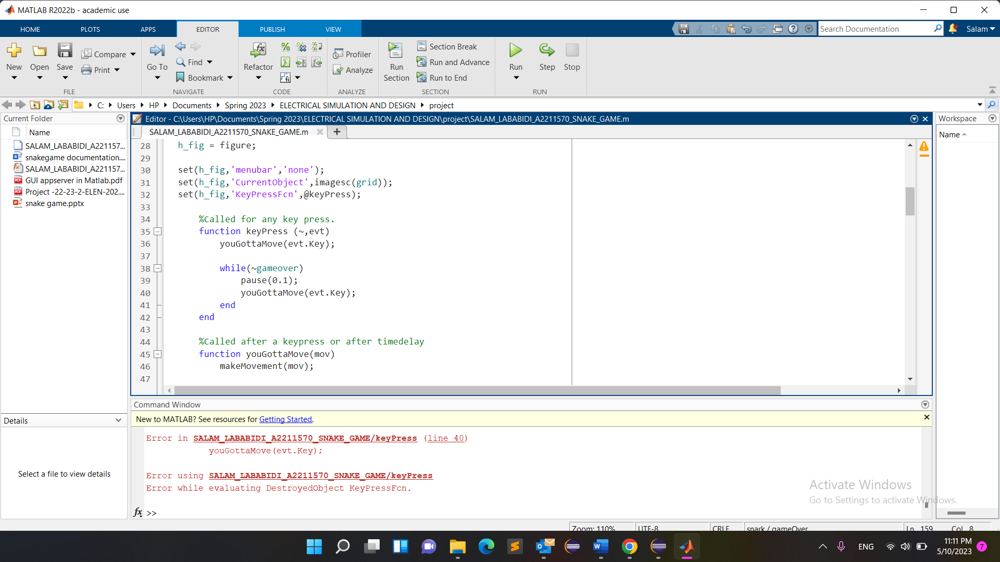 MATLAB R2022b - academic use
HOME PLOTS APPS EDITOR PUBLISH VIEW Search Documentation Salam
New Open Save Compare Print Go To Find Bookmark Refactor Profiler Analyze Run Section Section Break Run and Advance Run to End Run Step Stop
FILE NAVIGATE CODE ANALYZE SECTION RUN
C: Users HP Documents Spring 2023 ELECTRICAL SIMULATION AND DESIGN project
Current Folder
Name
SALAM_LABABIDI_A221157...
snakegame documentation....
SALAM_LABABIDI_A221157...
GUI appserver in Matlab.pdf
Project -22-23-2-ELEN-202....
snake game.pptx
Details
Select a file to view details
Editor - C:\Users\HP\Documents\Spring 2023\ELECTRICAL SIMULATION AND DESIGN\project\SALAM_LABABIDI_A2211570_SNAKE_GAME.m
SALAM_LABABIDI_A2211570_SNAKE_GAME.m
28 h_fig = figure;
29
30 set(h_fig,'menubar','none');
31 set(h_fig,'CurrentObject',imagesc(grid));
32 set(h_fig,'KeyPressFcn',@keyPress);
33
34 %Called for any key press.
35 function keyPress (~,evt)
36 youGottaMove(evt.Key);
37
38 while(~gameover)
39 pause(0.1);
40 youGottaMove(evt.Key);
41 end
42 end
43
44 %Called after a keypress or after timedelay
45 function youGottaMove(mov)
46 makeMovement(mov);
47
Workspace
Name
Command Window
New to MATLAB? See resources for Getting Started.
Error in SALAM_LABABIDI_A2211570_SNAKE_GAME/keyPress (line 40)
youGottaMove(evt.Key);
Error using SALAM_LABABIDI_A2211570_SNAKE_GAME/keyPress
Error while evaluating DestroyedObject KeyPressFcn.
fx >>
Activate Windows
Go to Settings to activate Windows.
Zoom: 110% UTF-8 CRLF snark / gameOver Ln 159 Col 8
ENG 11:11 PM
5/10/2023 7